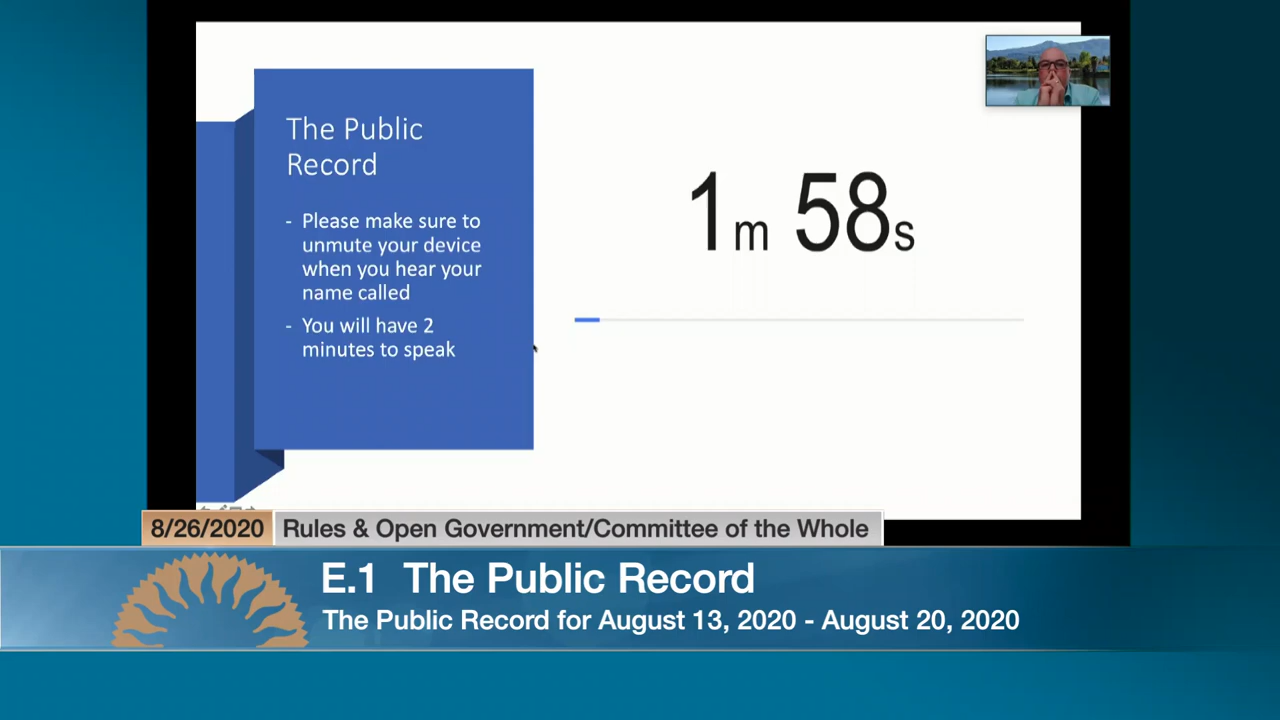 The Public
Record
- Please make sure to
unmute your device
when you hear your
name called
- You will have 2
minutes to speak
1m 58s
8/26/2020 Rules & Open Government/Committee of the Whole
E.1 The Public Record
The Public Record for August 13, 2020 - August 20, 2020